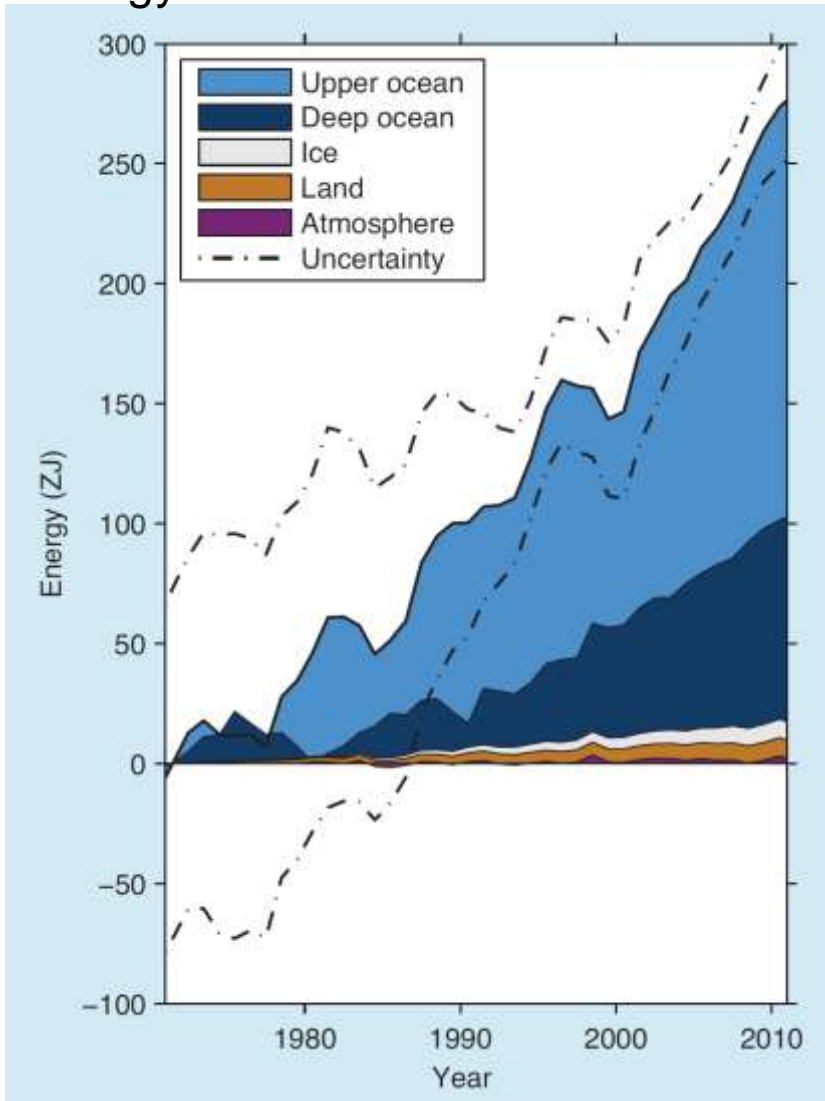 300
250
200
150
100
50
0
−50
−100
Energy (ZJ)
Upper ocean
Deep ocean
Ice
Land
Atmosphere
Uncertainty
1980 1990 2000 2010
Year